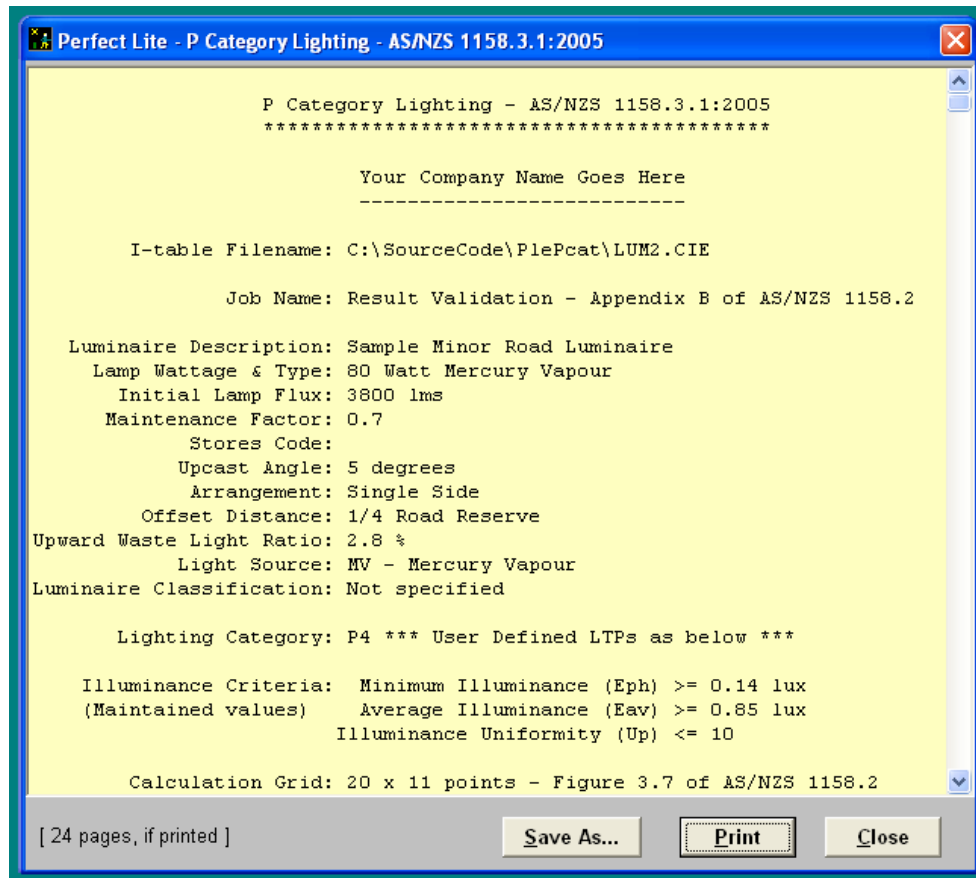 Perfect Lite - P Category Lighting - AS/NZS 1158.3.1:2005
P Category Lighting - AS/NZS 1158.3.1:2005
******************************************
Your Company Name Goes Here
---------------------------
I-table Filename: C:\SourceCode\PlePcat\LUM2.CIE
Job Name: Result Validation - Appendix B of AS/NZS 1158.2
Luminaire Description: Sample Minor Road Luminaire
Lamp Wattage & Type: 80 Watt Mercury Vapour
Initial Lamp Flux: 3800 lms
Maintenance Factor: 0.7
Stores Code:
Upcast Angle: 5 degrees
Arrangement: Single Side
Offset Distance: 1/4 Road Reserve
Upward Waste Light Ratio: 2.8 %
Light Source: MV - Mercury Vapour
Luminaire Classification: Not specified
Lighting Category: P4 *** User Defined LTPs as below ***
Illuminance Criteria: Minimum Illuminance (Eph) >= 0.14 lux
(Maintained values) Average Illuminance (Eav) >= 0.85 lux
Illuminance Uniformity (Up) <= 10
Calculation Grid: 20 x 11 points - Figure 3.7 of AS/NZS 1158.2
[ 24 pages, if printed ] Save As... Print Close